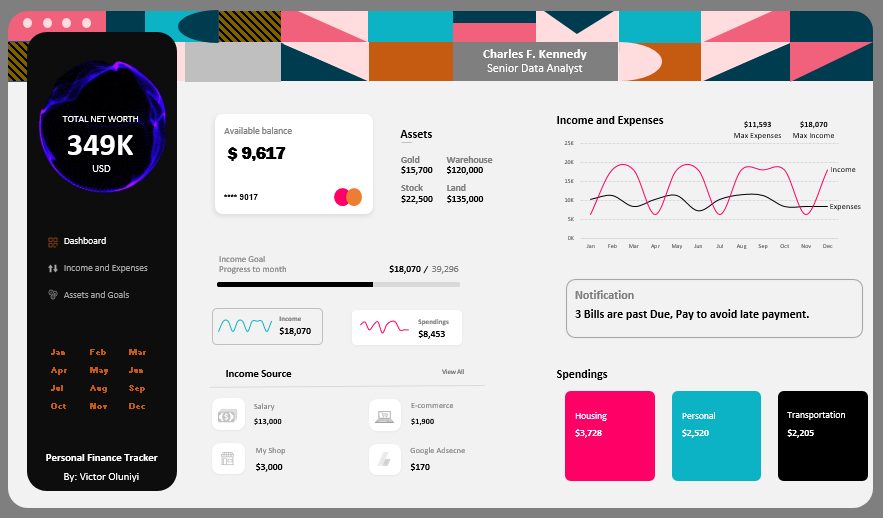 Charles F. Kennedy
Senior Data Analyst
TOTAL NET WORTH
349K
USD
Dashboard
Income and Expenses
Assets and Goals
Jan Feb Mar
Apr May Jun
Jul Aug Sep
Oct Nov Dec
Personal Finance Tracker
By: Victor Oluniyi
Available balance
$ 9,617
**** 9017
Assets
Gold Warehouse
$15,700 $120,000
Stock Land
$22,500 $135,000
Income Goal
Progress to month
$18,070 / 39,296
Income
$18,070
Spendings
$8,453
Income Source
View All
Salary
$13,000
E-commerce
$1,900
My Shop
$3,000
Google Adsecne
$170
Income and Expenses
$11,593 $18,070
Max Expenses Max Income
25K
20K
15K
10K
5K
0K
Income
Expenses
Jan Feb Mar Apr May Jun Jul Aug Sep Oct Nov Dec
Notification
3 Bills are past Due, Pay to avoid late payment.
Spendings
Housing
$3,728
Personal
$2,520
Transportation
$2,205